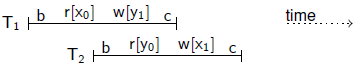 T₁ b r[x₀] w[y₁] c time
T₂ b r[y₀] w[x₁] c